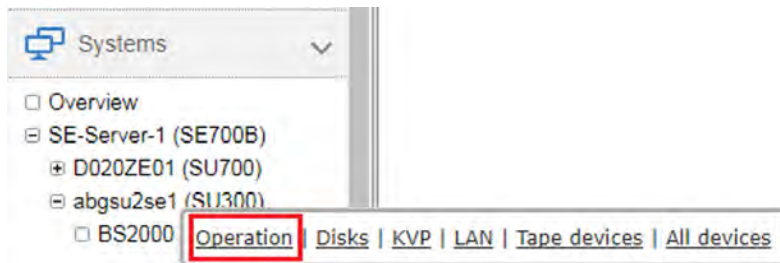 Systems
Overview
SE-Server-1 (SE700B)
D020ZE01 (SU700)
abgsu2se1 (SU300)
BS2000 Operation | Disks | KVP | LAN | Tape devices | All devices